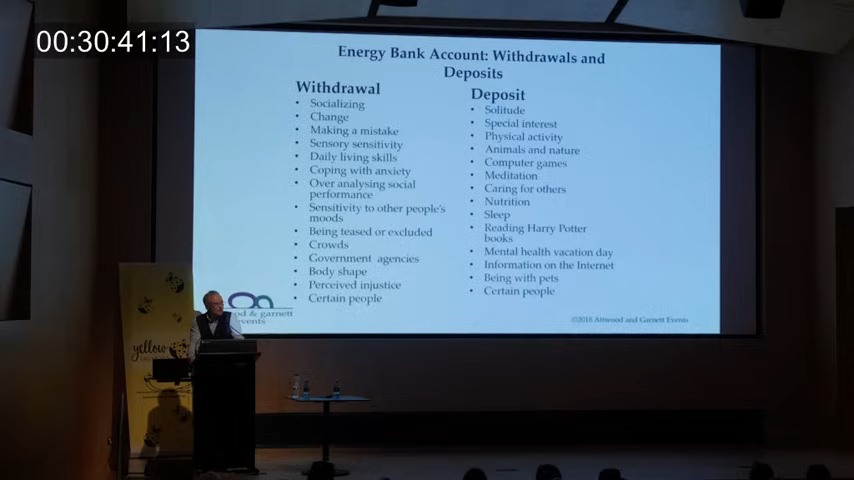 00:30:41:13
Energy Bank Account: Withdrawals and
Deposits
Withdrawal
• Socializing
• Change
• Making a mistake
• Sensory sensitivity
• Daily living skills
• Coping with anxiety
• Over analysing social
performance
• Sensitivity to other people's
moods
• Being teased or excluded
• Crowds
• Government agencies
• Body shape
• Perceived injustice
• Certain people
Deposit
• Solitude
• Special interest
• Physical activity
• Animals and nature
• Computer games
• Meditation
• Caring for others
• Nutrition
• Sleep
• Reading Harry Potter
books
• Mental health vacation day
• Information on the Internet
• Being with pets
• Certain people
& garnett
events
©2018 Attwood and Garnett Events
yellow